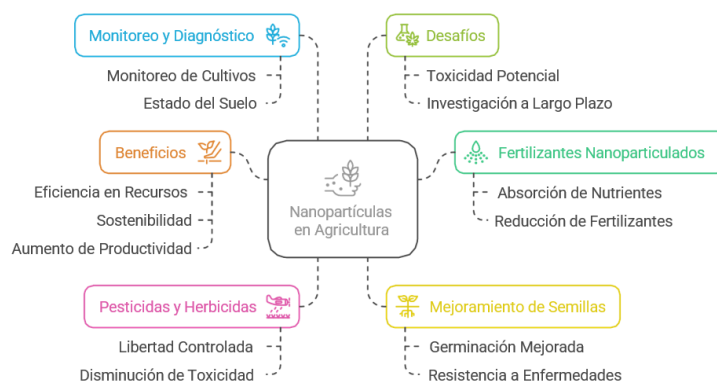 Monitoreo y Diagnóstico
Monitoreo de Cultivos
Estado del Suelo
Desafíos
Toxicidad Potencial
Investigación a Largo Plazo
Beneficios
Eficiencia en Recursos
Sostenibilidad
Aumento de Productividad
Nanopartículas
en Agricultura
Fertilizantes Nanoparticulados
Absorción de Nutrientes
Reducción de Fertilizantes
Pesticidas y Herbicidas
Libertad Controlada
Disminución de Toxicidad
Mejoramiento de Semillas
Germinación Mejorada
Resistencia a Enfermedades